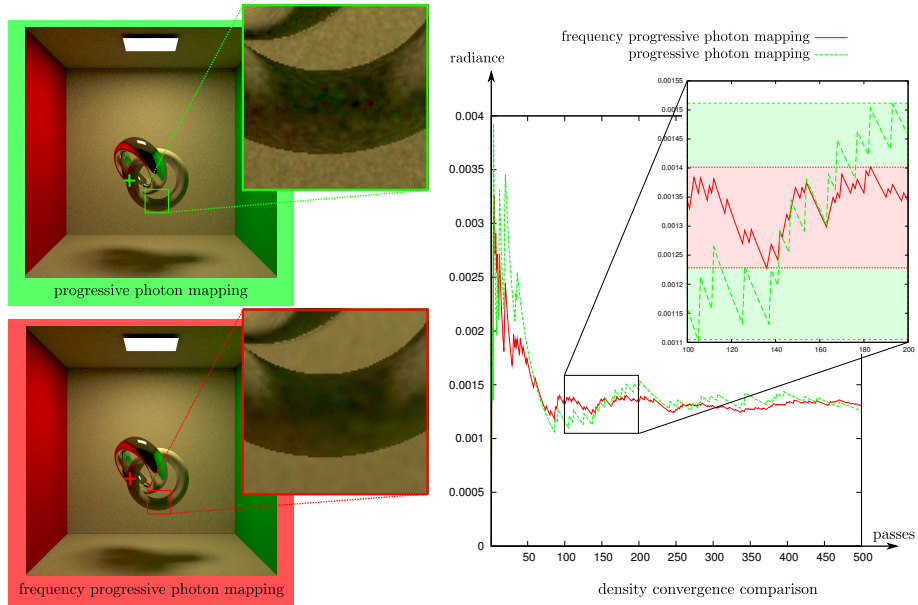 progressive photon mapping
frequency progressive photon mapping
frequency progressive photon mapping
progressive photon mapping
radiance
0.004
0.0035
0.003
0.0025
0.002
0.0015
0.001
0.0005
0
50 100 150 200 250 300 350 400 450 500
passes
0.00155
0.0015
0.00145
0.0014
0.00135
0.0013
0.00125
0.0012
0.00115
0.0011
100 120 140 160 180 200
density convergence comparison